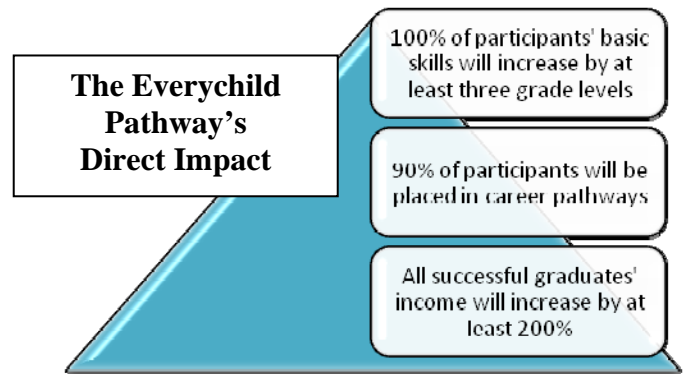 The Everychild
Pathway’s
Direct Impact
100% of participants' basic
skills will increase by at
least three grade levels
90% of participants will be
placed in career pathways
All successful graduates'
income will increase by at
least 200%